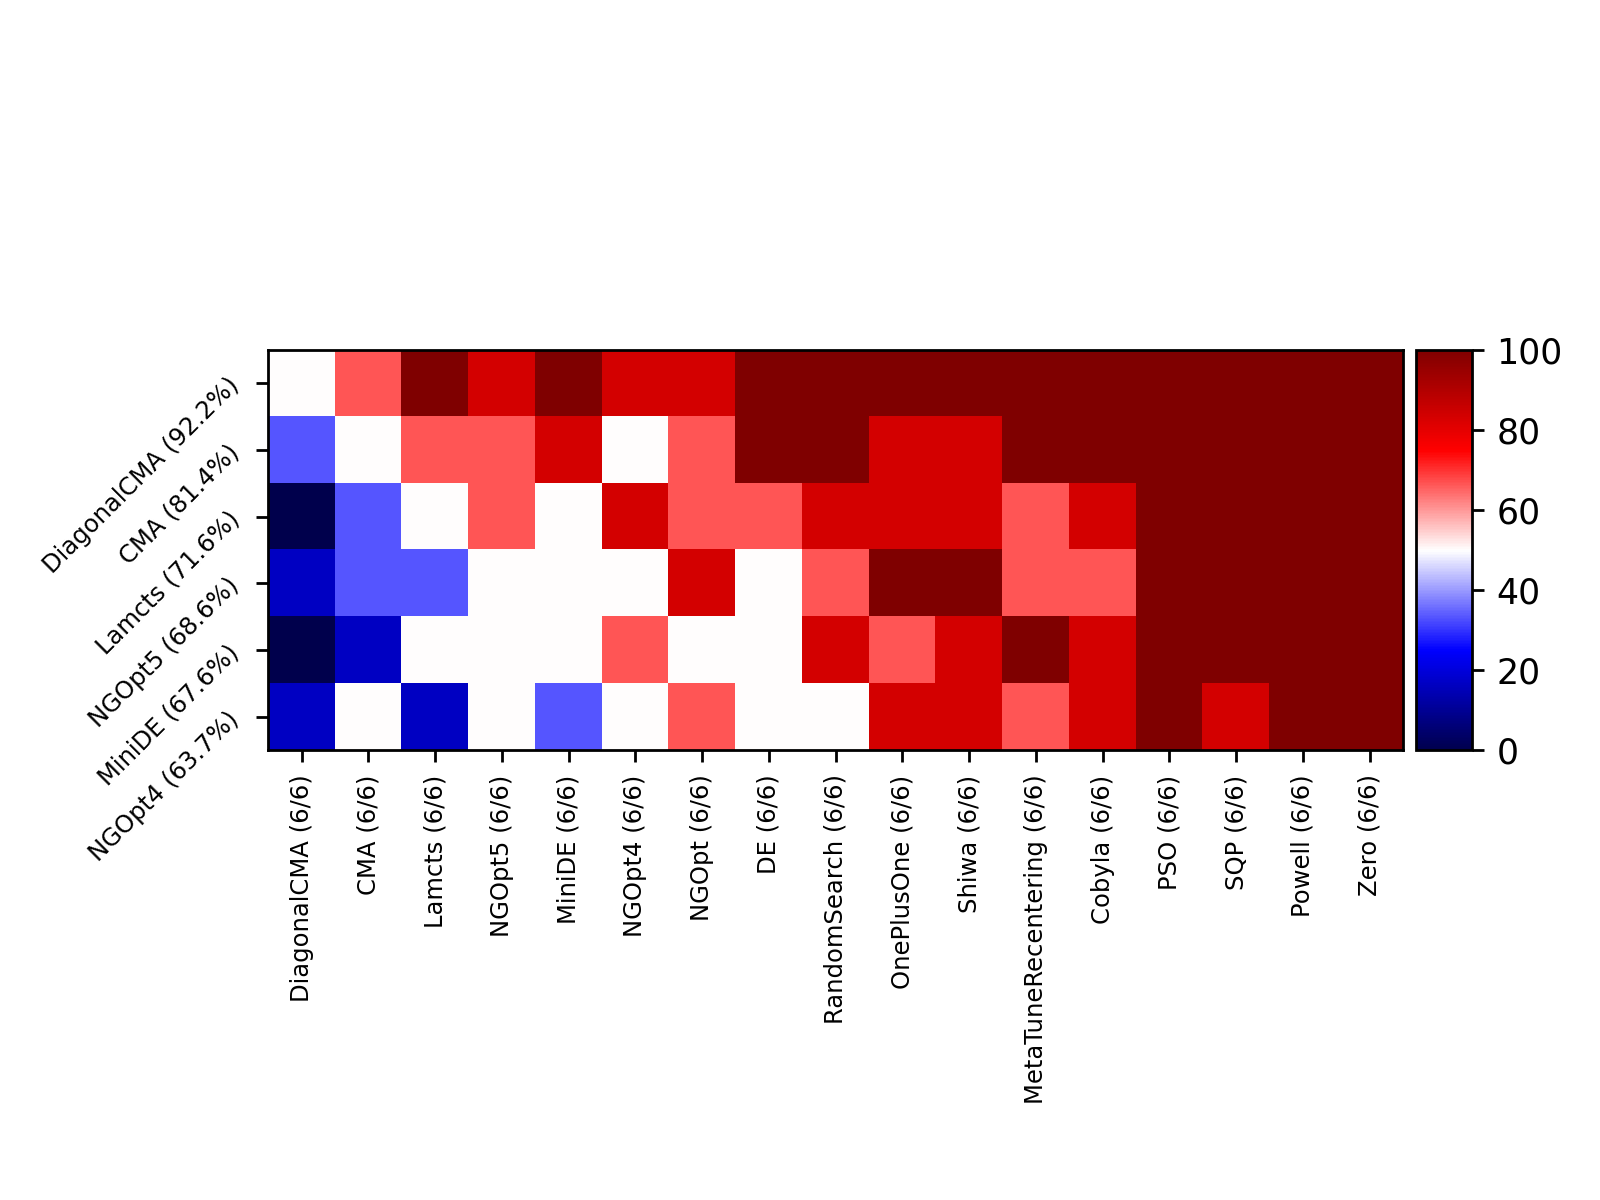 DiagonalCMA (92.2%)
CMA (81.4%)
Lamcts (71.6%)
NGOpt5 (68.6%)
MiniDE (67.6%)
NGOpt4 (63.7%)
DiagonalCMA (6/6)
CMA (6/6)
Lamcts (6/6)
NGOpt5 (6/6)
MiniDE (6/6)
NGOpt4 (6/6)
NGOpt (6/6)
DE (6/6)
RandomSearch (6/6)
OnePlusOne (6/6)
Shiwa (6/6)
MetaTuneRecentering (6/6)
Cobyla (6/6)
PSO (6/6)
SQP (6/6)
Powell (6/6)
Zero (6/6)
100
80
60
40
20
0